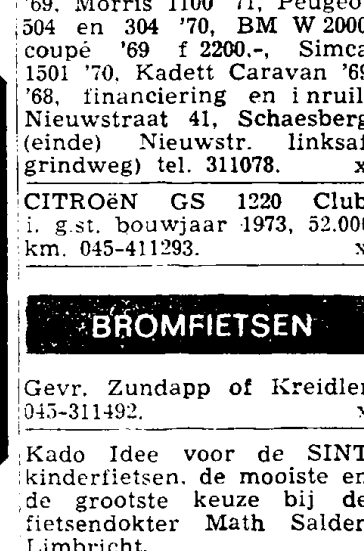 '69, Morris 1100 '71, Peugeo
504 en 304 '70, BM W 2000
coupé '69 f 2200.-, Simca
1501 '70, Kadett Caravan '69
'68, financiering en i nruil
Nieuwstraat 41, Schaesberg
(einde) Nieuwstr. linksaf
grindweg) tel. 311078. x
CITROëN GS 1220 Club
i. g.st. bouwjaar 1973, 52.000
km. 045-411293. x
BROMFIETSEN
Gevr. Zundapp of Kreidler
045-311492. x
Kado Idee voor de SINT
kinderfietsen. de mooiste en
de grootste keuze bij de
fietsendokter Math Salden
Limbricht.